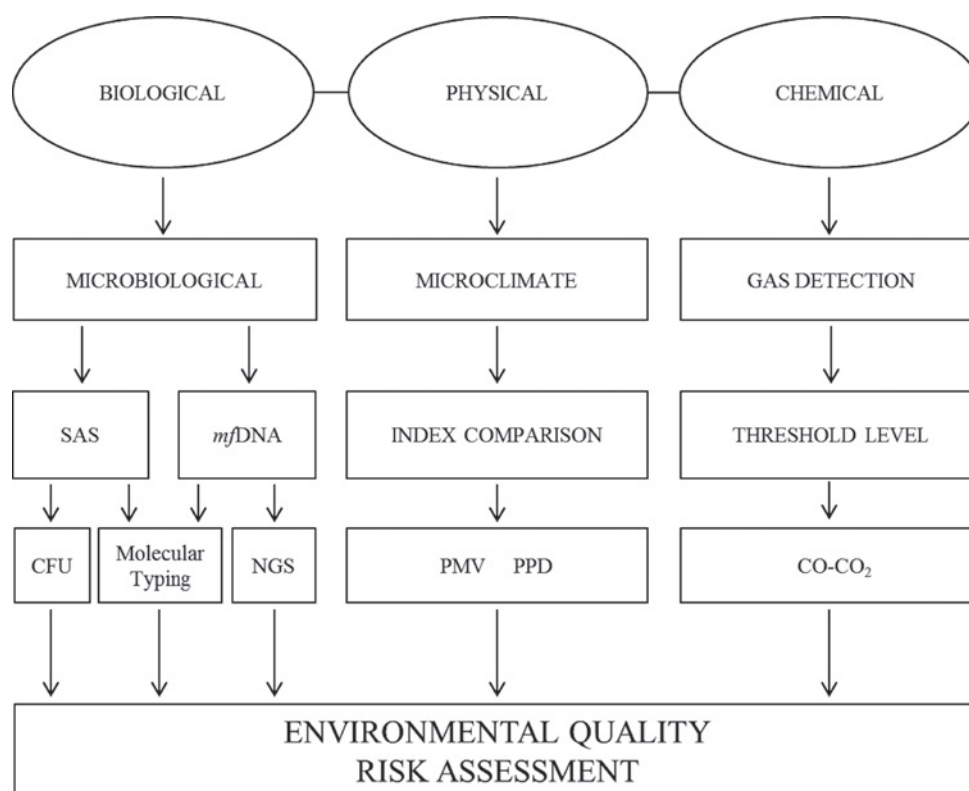 BIOLOGICAL
PHYSICAL
CHEMICAL
MICROBIOLOGICAL
MICROCLIMATE
GAS DETECTION
SAS
mfDNA
INDEX COMPARISON
THRESHOLD LEVEL
CFU
Molecular
Typing
NGS
PMV PPD
CO-CO₂
ENVIRONMENTAL QUALITY
RISK ASSESSMENT